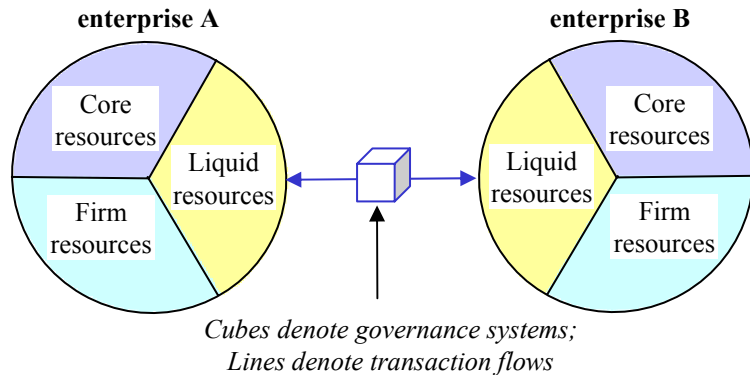 enterprise A
enterprise B
Core
resources
Liquid
resources
Firm
resources
Core
resources
Liquid
resources
Firm
resources
Cubes denote governance systems;
Lines denote transaction flows